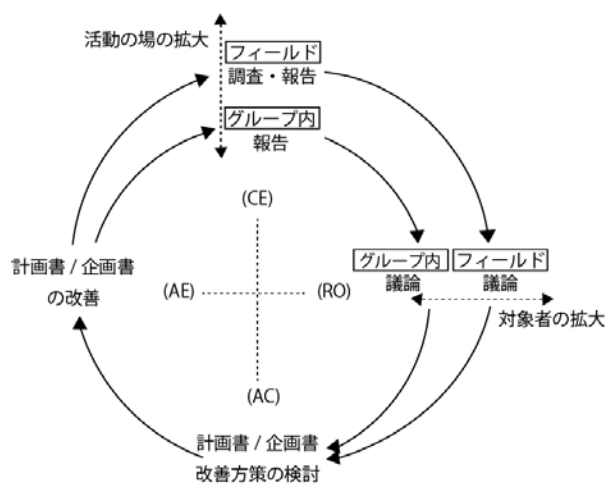 活動の場の拡大
フィールド
調査・報告
グループ内
報告
(CE)
グループ内 フィールド
議論 議論
対象者の拡大
計画書 / 企画書
の改善
(AE)
(RO)
(AC)
計画書 / 企画書
改善方策の検討